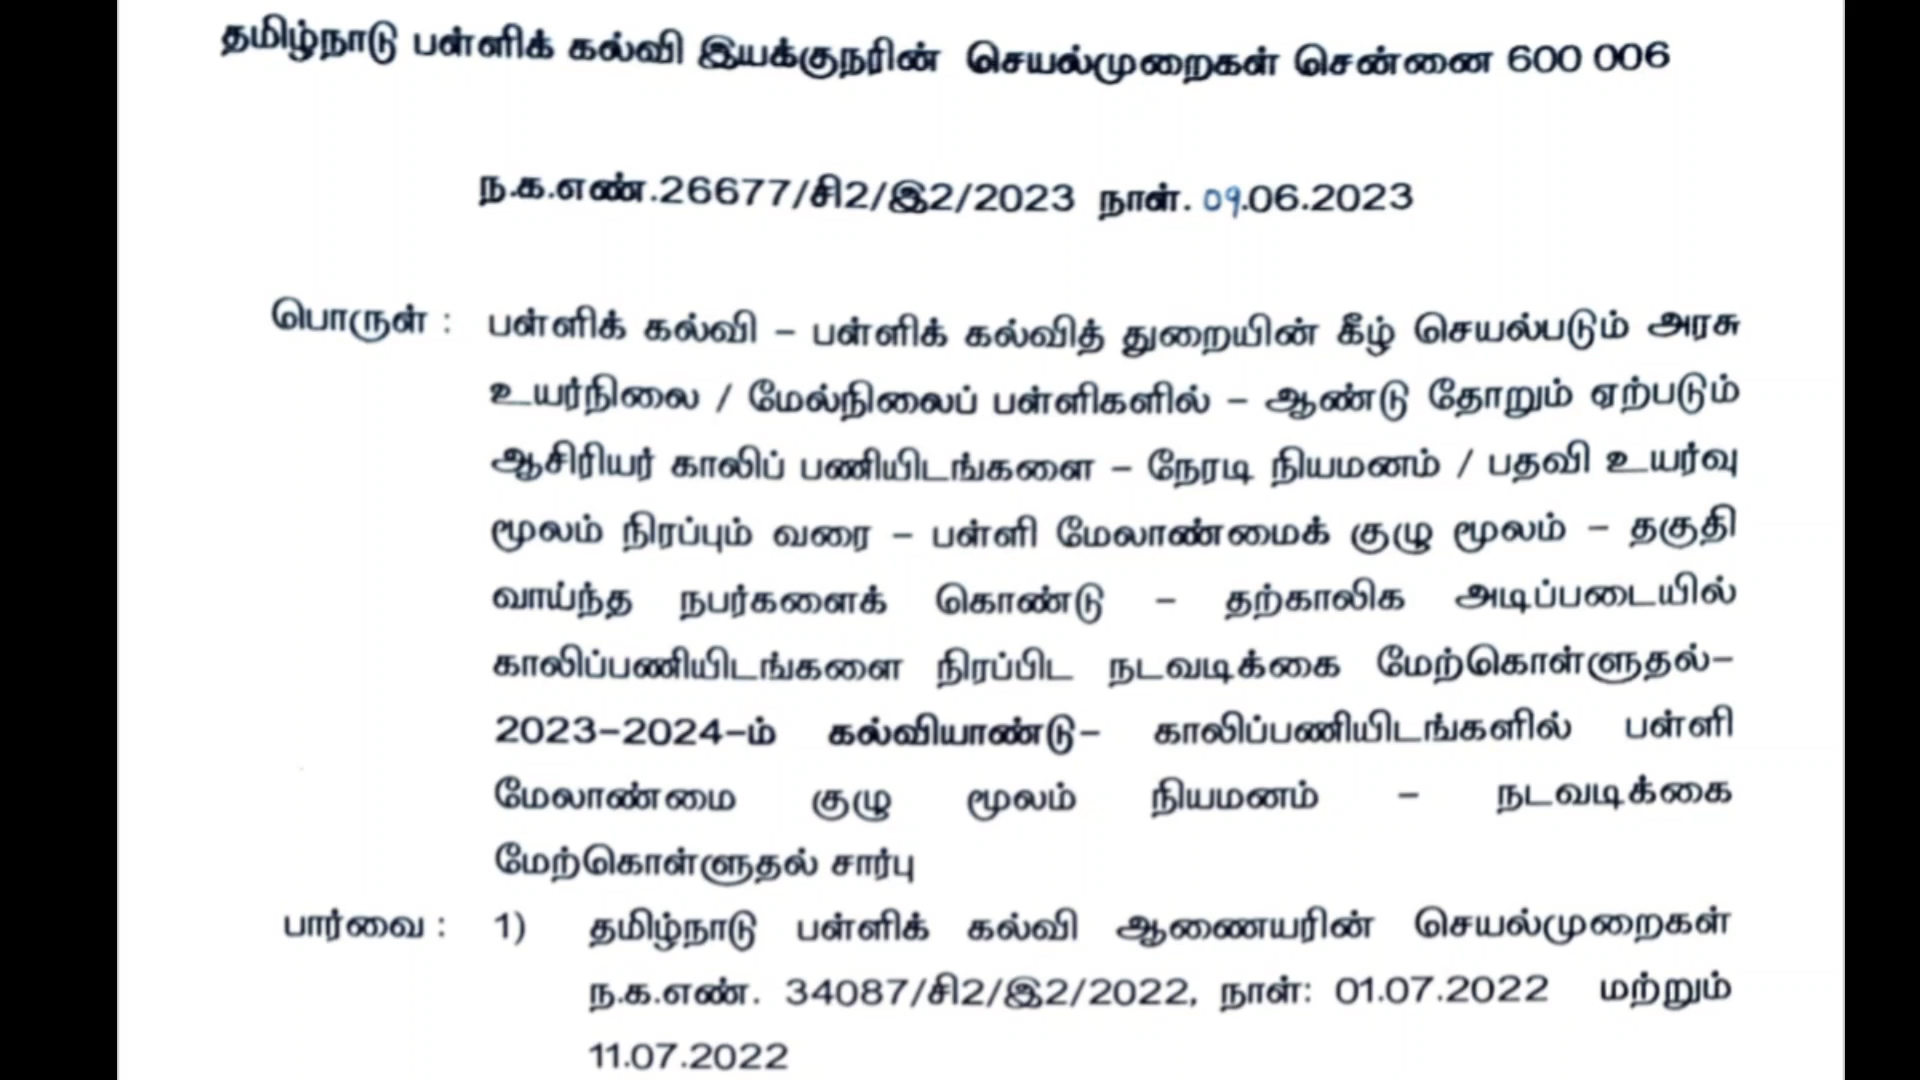 தமிழ்நாடு பள்ளிக் கல்வி இயக்குநரின் செயல்முறைகள் சென்னை 600 006
ந.க.எண்.26677/சி2/இ2/2023 நாள். 09.06.2023
பொருள் : பள்ளிக் கல்வி – பள்ளிக் கல்வித் துறையின் கீழ் செயல்படும் அரசு
உயர்நிலை / மேல்நிலைப் பள்ளிகளில் – ஆண்டு தோறும் ஏற்படும்
ஆசிரியர் காலிப் பணியிடங்களை – நேரடி நியமனம் / பதவி உயர்வு
மூலம் நிரப்பும் வரை – பள்ளி மேலாண்மைக் குழு மூலம் – தகுதி
வாய்ந்த நபர்களைக் கொண்டு – தற்காலிக அடிப்படையில்
காலிப்பணியிடங்களை நிரப்பிட நடவடிக்கை மேற்கொள்ளுதல்–
2023–2024–ம் கல்வியாண்டு– காலிப்பணியிடங்களில் பள்ளி
மேலாண்மை குழு மூலம் நியமனம் – நடவடிக்கை
மேற்கொள்ளுதல் சார்பு
பார்வை : 1) தமிழ்நாடு பள்ளிக் கல்வி ஆணையரின் செயல்முறைகள்
ந.க.எண். 34087/சி2/இ2/2022, நாள்: 01.07.2022 மற்றும்
11.07.2022